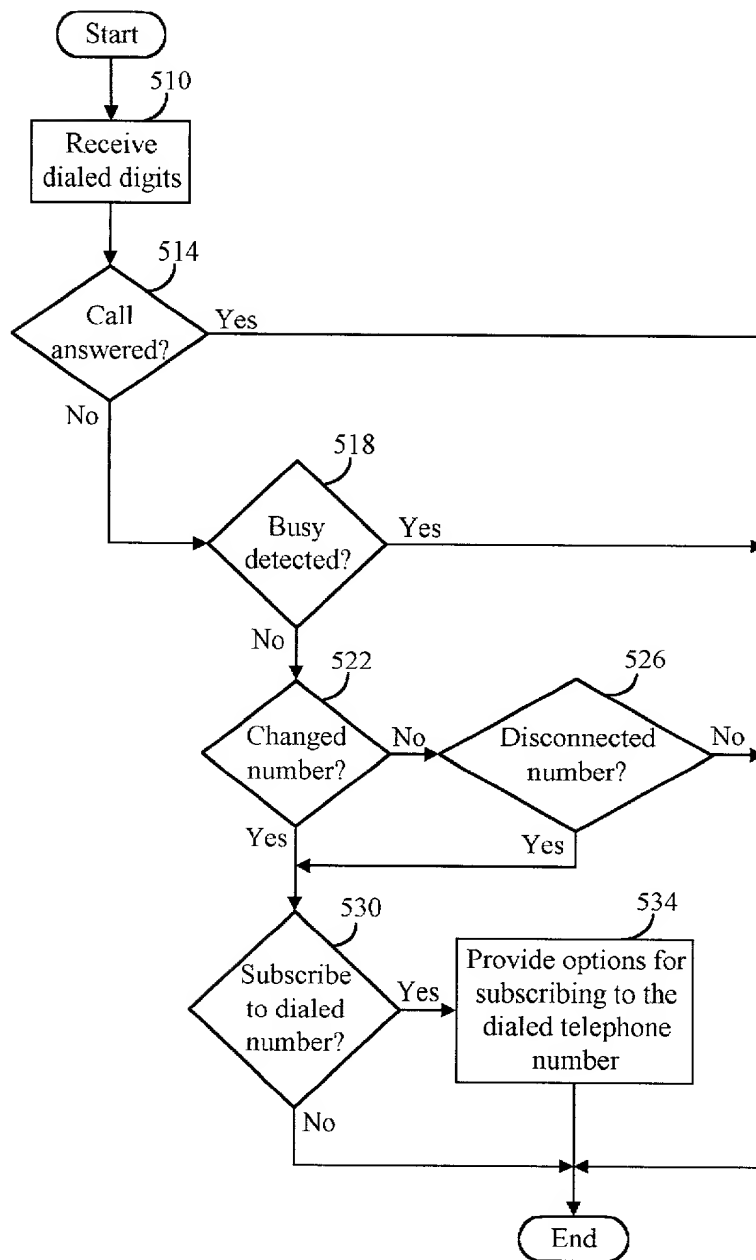 Start
510
Receive
dialed digits
514
Call
answered?
Yes
No
518
Busy
detected?
Yes
No
522
Changed
number?
No
526
Disconnected
number?
No
Yes
Yes
530
Subscribe
to dialed
number?
Yes
534
Provide options for
subscribing to the
dialed telephone
number
No
End